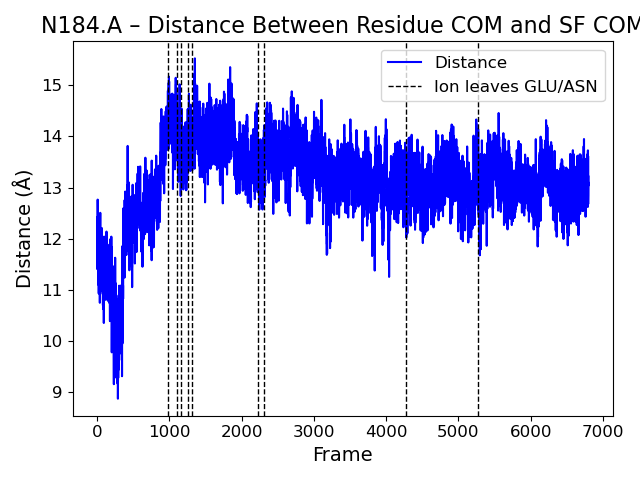 N184.A – Distance Between Residue COM and SF COM
Distance
Ion leaves GLU/ASN
Distance (Å)
15
14
13
12
11
10
9
0 1000 2000 3000 4000 5000 6000 7000
Frame